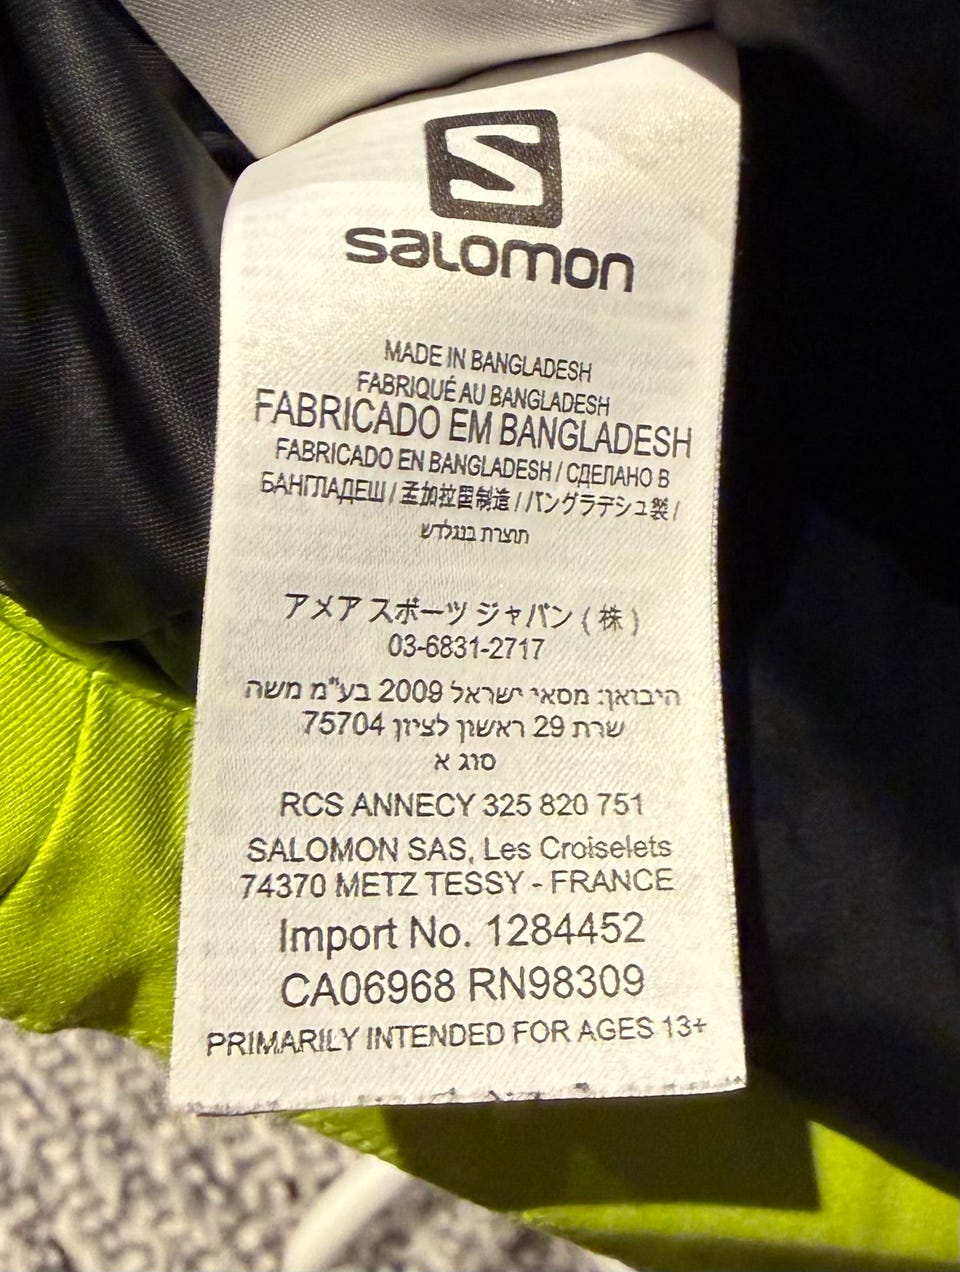 S
salomon
MADE IN BANGLADESH
FABRIQUÉ AU BANGLADESH
FABRICADO EM BANGLADESH
FABRICADO EN BANGLADESH / СДЕЛАНО В
БАНГЛАДЕШ / 孟加拉国制造 / バングラデシュ製 /
תוצרת בנגלדש
アメア スポーツ ジャパン ( 株 )
03-6831-2717
היבואן: מסאי ישראל 2009 בע"מ משה
שרת 29 ראשון לציון 75704
סוג א
RCS ANNECY 325 820 751
SALOMON SAS, Les Croiselets
74370 METZ TESSY - FRANCE
Import No. 1284452
CA06968 RN98309
PRIMARILY INTENDED FOR AGES 13+